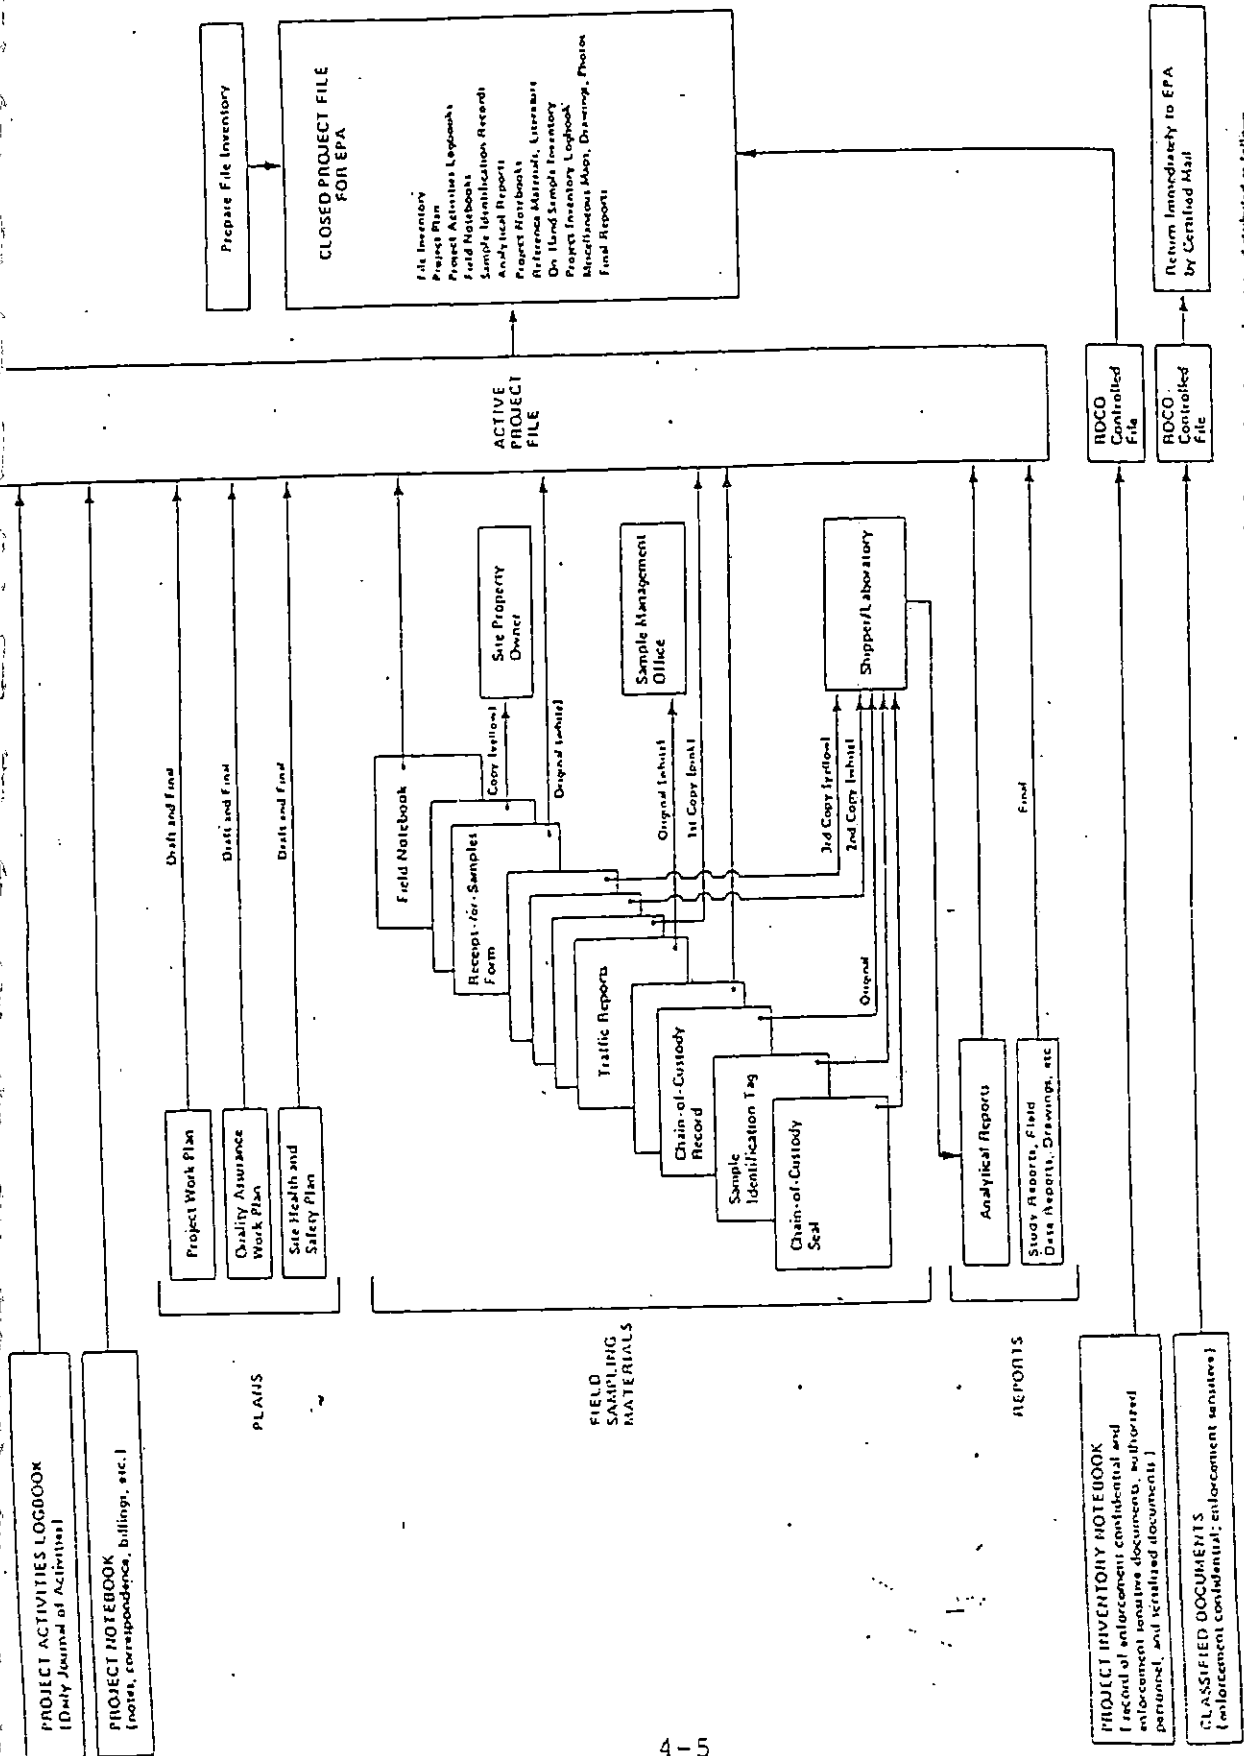 PROJECT ACTIVITIES LOGBOOK
(Daily Journal of Activities)
PROJECT NOTEBOOK
(notes, correspondence, billings, etc.)
PLANS
Project Work Plan
Draft and Final
Quality Assurance
Work Plan
Draft and Final
Site Health and
Safety Plan
Draft and Final
FIELD
SAMPLING
MATERIALS
Field Notebook
Copy (yellow)
Site Property
Owner
Receipt-for-Samples
Form
Original (white)
Traffic Reports
Original (white)
Sample Management
Office
1st Copy (pink)
3rd Copy (yellow)
2nd Copy (white)
Shipper/Laboratory
Chain-of-Custody
Record
Original
Sample
Identification Tag
Chain-of-Custody
Seal
REPORTS
Analytical Reports
Study Reports, Field
Data Reports, Drawings, etc
Final
PROJECT INVENTORY NOTEBOOK
(record of enforcement confidential and
enforcement sensitive documents, authorized
personnel, and serialized documents)
CLASSIFIED DOCUMENTS
(enforcement confidential; enforcement sensitive)
ACTIVE
PROJECT
FILE
RDCO
Controlled
File
RDCO
Controlled
File
Prepare File Inventory
CLOSED PROJECT FILE
FOR EPA
File Inventory
Project Plan
Project Activities Logbooks
Field Notebooks
Sample Identification Records
Analytical Reports
Project Notebooks
Reference Materials, Literature
On Hand Sample Inventory
Project Inventory Logbook
Miscellaneous Maps, Drawings, Photos
Final Reports
Return Immediately to EPA
by Certified Mail
4-5